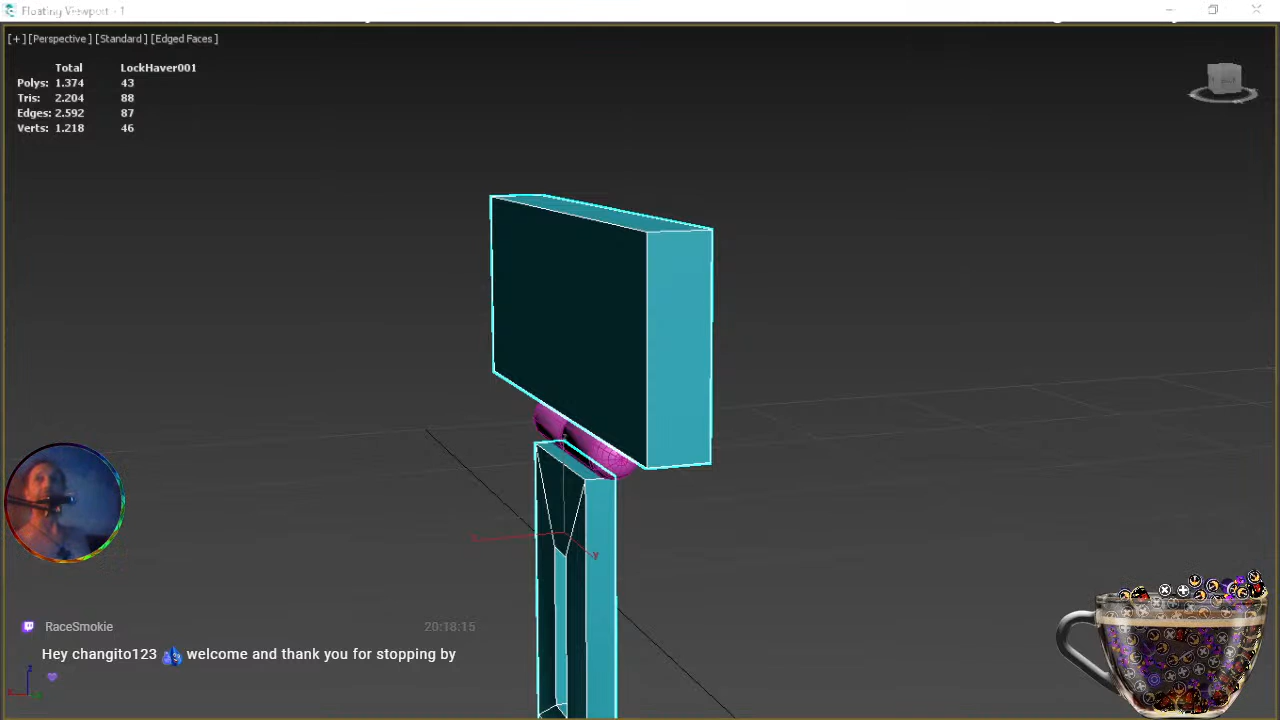 Floating Viewport - 1
[+] [Perspective] [Standard] [Edged Faces]
Total LockHaver001
Polys: 1.374 43
Tris: 2.204 88
Edges: 2.592 87
Verts: 1.218 46
Y
RaceSmokie 20:18:15
Hey changito123 welcome and thank you for stopping by
z